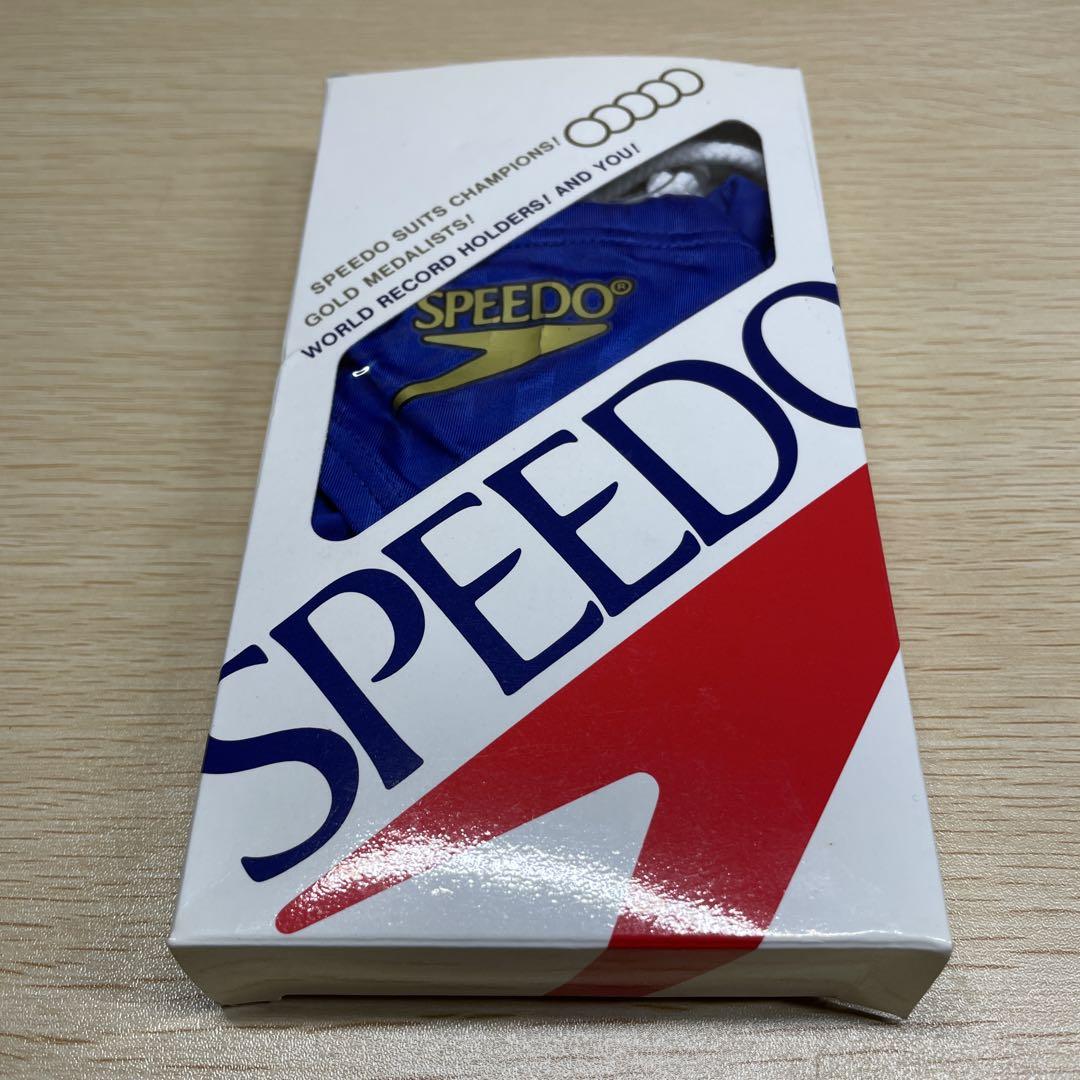 SPEEDO SUITS CHAMPIONS!
GOLD MEDALISTS!
WORLD RECORD HOLDERS! AND YOU!
SPEEDO®
SPEEDO